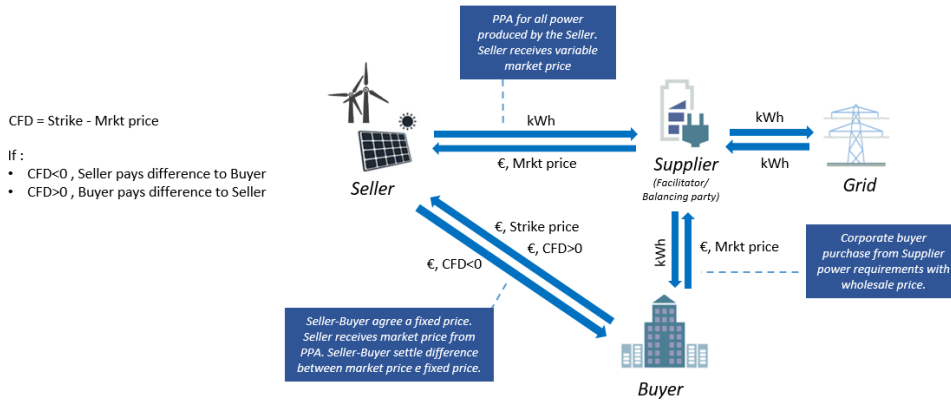 PPA for all power
produced by the Seller.
Seller receives variable
market price
CFD = Strike - Mrkt price
If :
• CFD<0 , Seller pays difference to Buyer
• CFD>0 , Buyer pays difference to Seller
kWh
€, Mrkt price
kWh
kWh
Seller
Supplier
(Facilitator/
Balancing party)
Grid
€, Strike price
€, CFD>0
€, CFD<0
kWh
€, Mrkt price
Corporate buyer
purchase from Supplier
power requirements with
wholesale price.
Seller-Buyer agree a fixed price.
Seller receives market price from
PPA. Seller-Buyer settle difference
between market price e fixed price.
Buyer